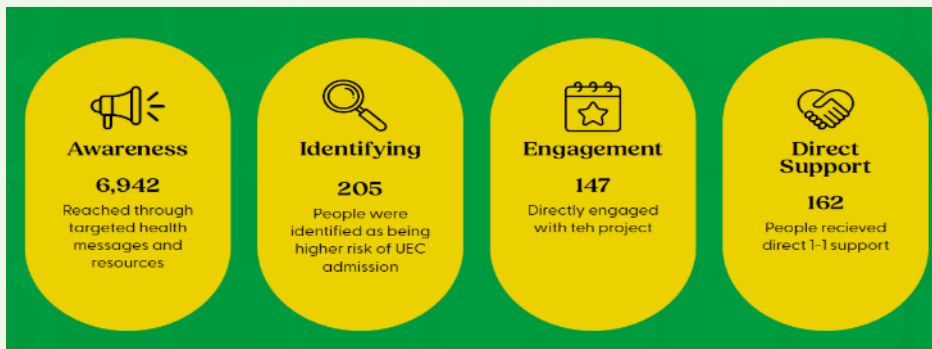 Awareness
6,942
Reached through
targeted health
messages and
resources
Identifying
205
People were
identified as being
higher risk of UEC
admission
Engagement
147
Directly engaged
with teh project
Direct
Support
162
People recieved
direct 1-1 support